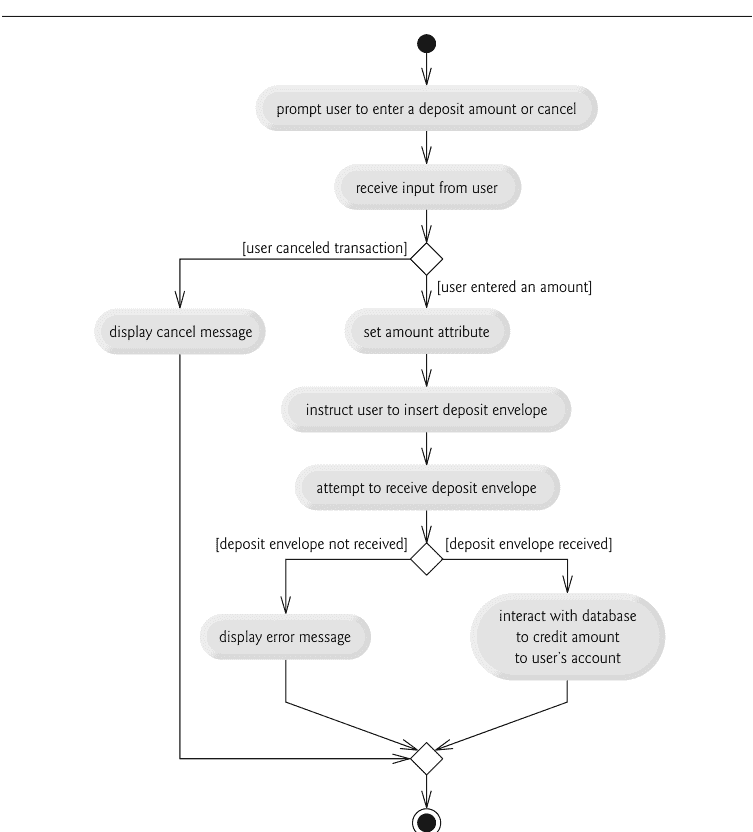 prompt user to enter a deposit amount or cancel
receive input from user
[user canceled transaction]
[user entered an amount]
display cancel message
set amount attribute
instruct user to insert deposit envelope
attempt to receive deposit envelope
[deposit envelope not received]
[deposit envelope received]
display error message
interact with database
to credit amount
to user's account